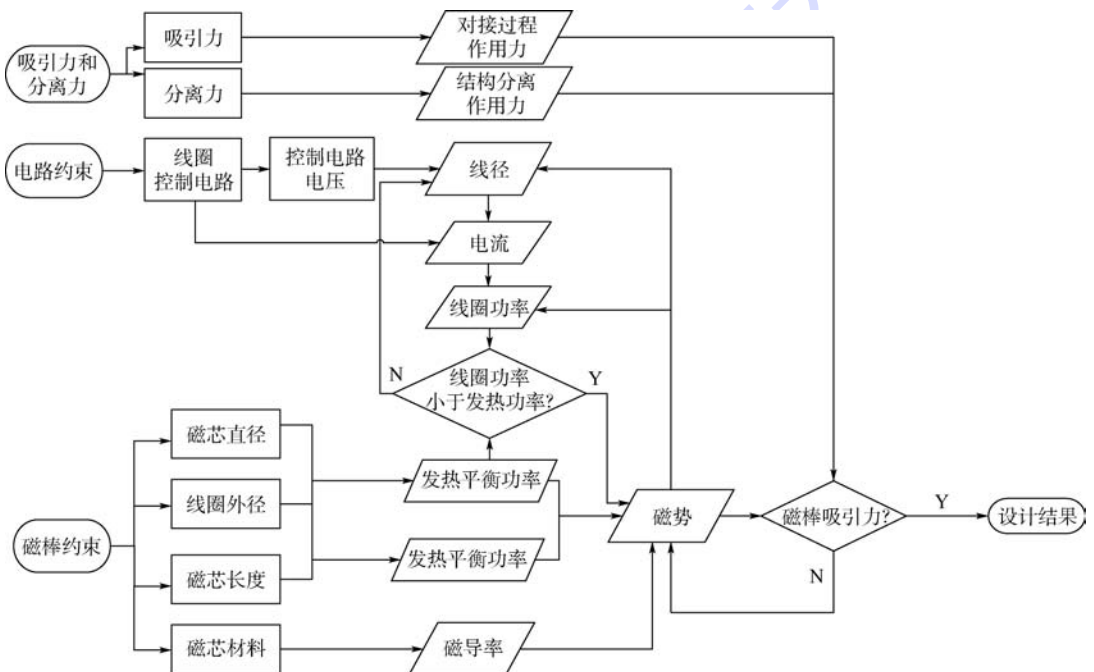 吸引力和
分离力
吸引力
对接过程
作用力
分离力
结构分离
作用力
电路约束
线圈
控制电路
控制电路
电压
线径
电流
线圈功率
N
线圈功率
小于发热功率?
Y
磁棒约束
磁芯直径
线圈外径
磁芯长度
磁芯材料
发热平衡功率
发热平衡功率
磁导率
磁势
磁棒吸引力?
Y
设计结果
N